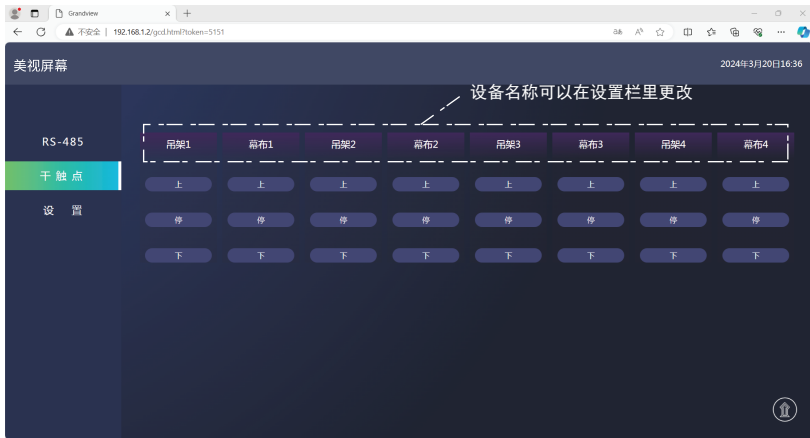 Grandview
不安全 | 192.168.1.2/gcd.html?token=5151
美视屏幕
2024年3月20日16:36
设备名称可以在设置栏里更改
RS-485
干触点
设 置
吊架1 幕布1 吊架2 幕布2 吊架3 幕布3 吊架4 幕布4
上 上 上 上 上 上 上 上
停 停 停 停 停 停 停 停
下 下 下 下 下 下 下 下